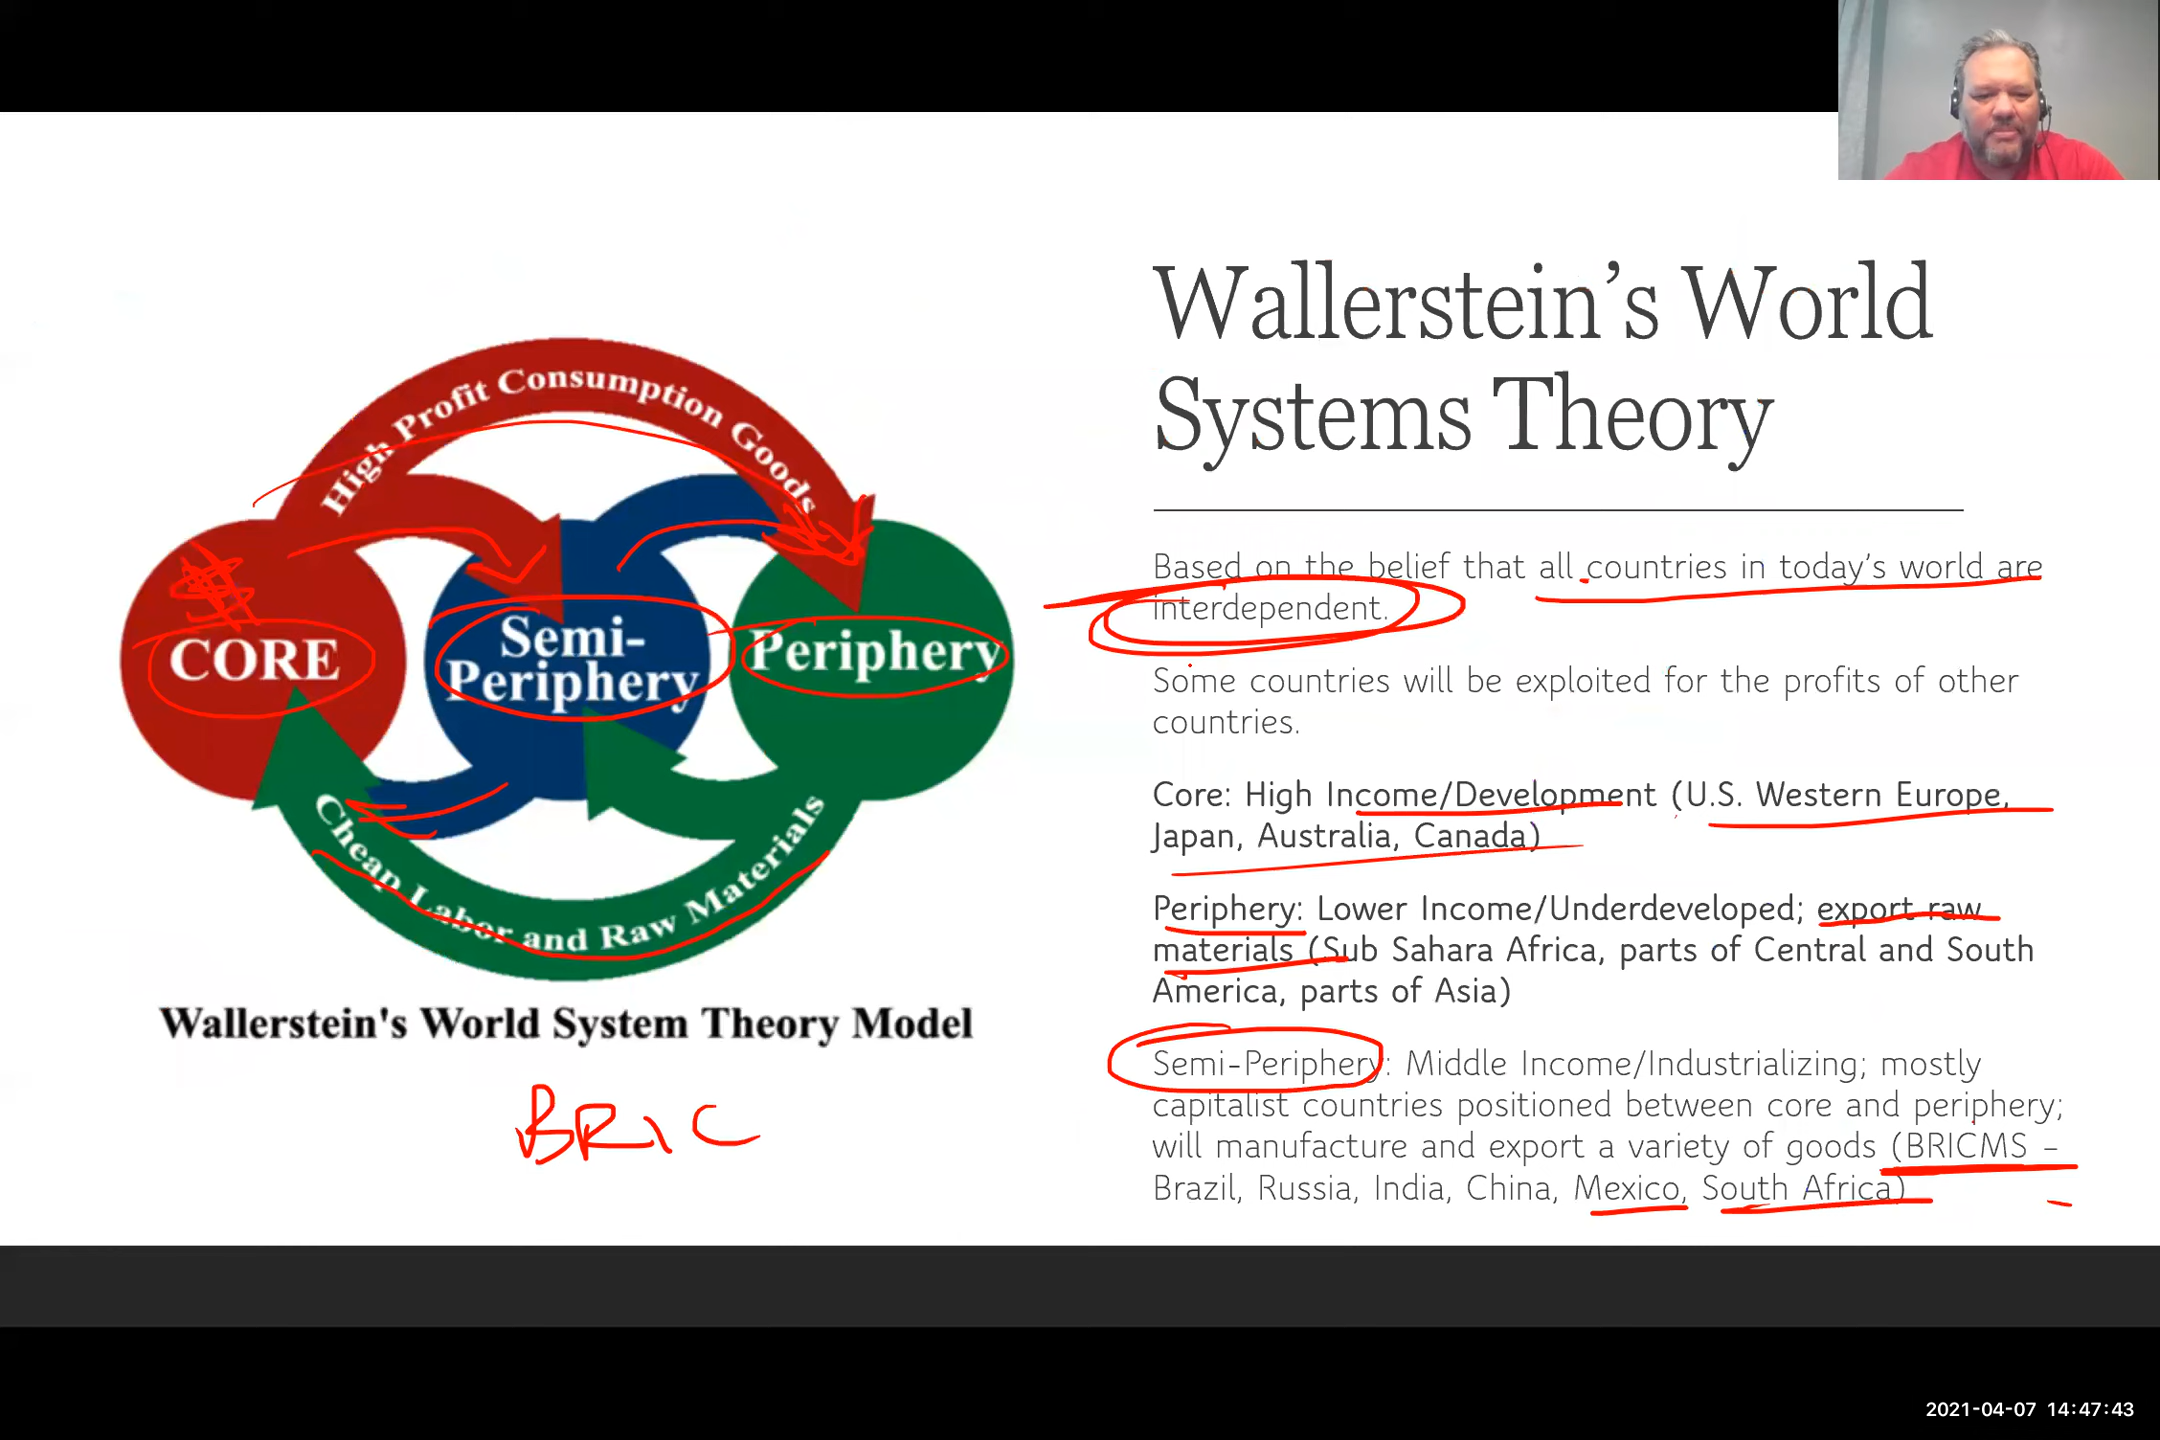 Wallerstein’s World
Systems Theory
Based on the belief that all countries in today’s world are
interdependent.
Some countries will be exploited for the profits of other
countries.
Core: High Income/Development (U.S. Western Europe,
Japan, Australia, Canada)
Periphery: Lower Income/Underdeveloped; export raw
materials (Sub Sahara Africa, parts of Central and South
America, parts of Asia)
Semi-Periphery: Middle Income/Industrializing; mostly
capitalist countries positioned between core and periphery;
will manufacture and export a variety of goods (BRICMS –
Brazil, Russia, India, China, Mexico, South Africa)
High Profit Consumption Goods
CORE
Semi-
Periphery
Periphery
Cheap Labor and Raw Materials
Wallerstein's World System Theory Model
BRIC
2021-04-07 14:47:43